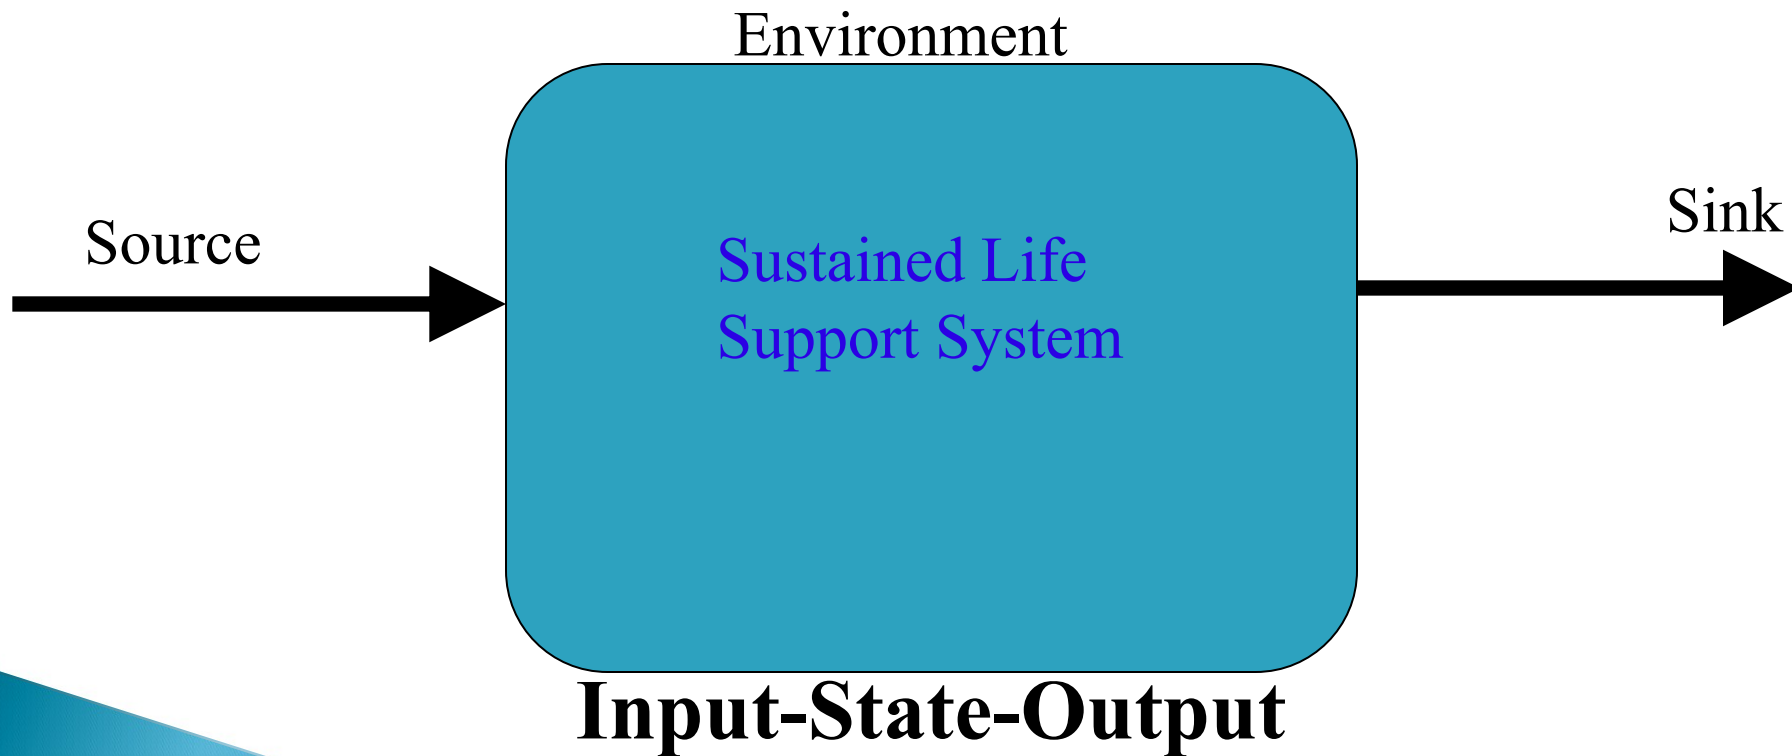 Environment
Source
Sustained Life
Support System
Sink
Input-State-Output